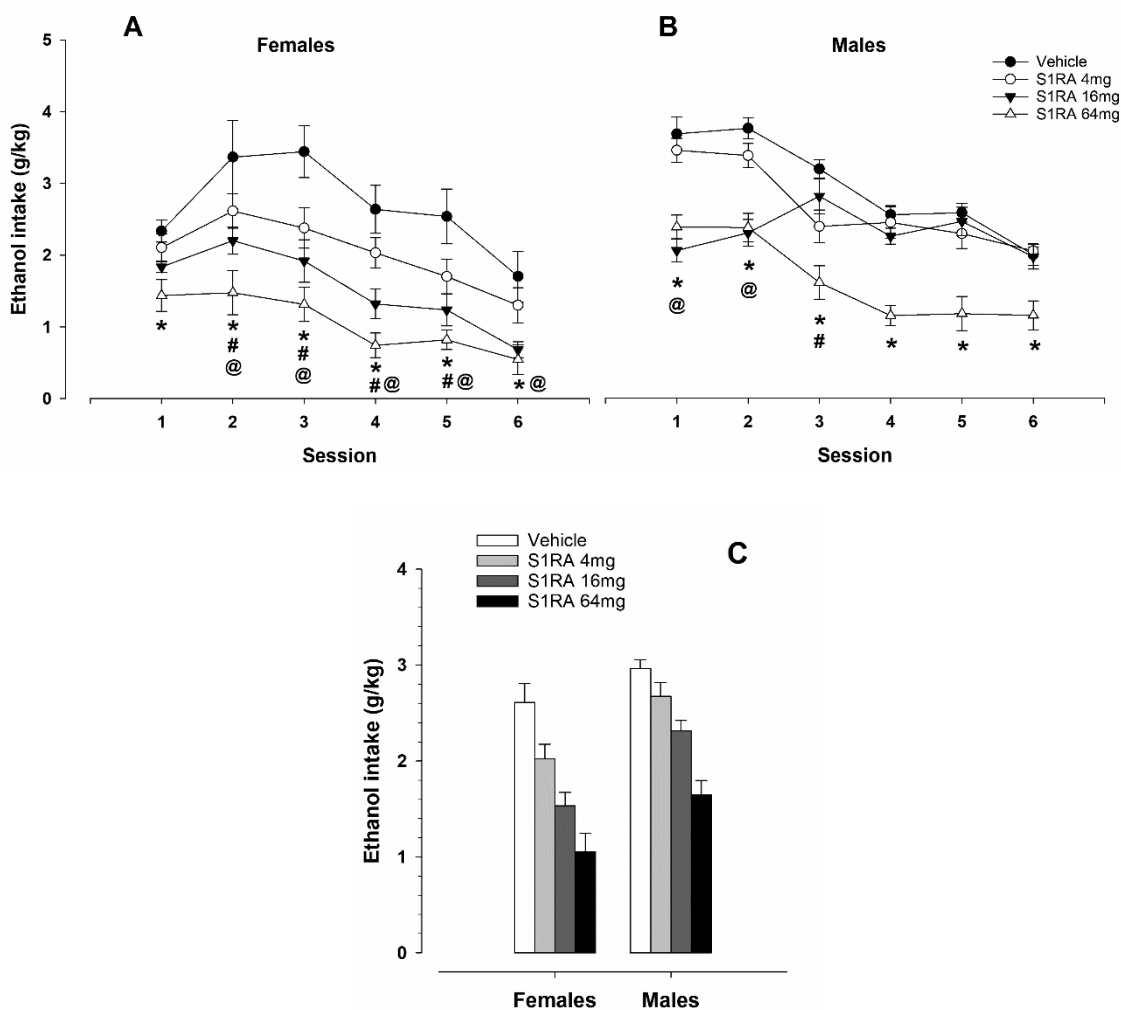 A
Females
B
Males
Vehicle
S1RA 4mg
S1RA 16mg
S1RA 64mg
5
4
3
2
1
0
Ethanol intake (g/kg)
*
*
#
@
*
#
@
*
# @
*
# @
* @
1 2 3 4 5 6
Session
*
@
*
@
*
#
*
*
*
1 2 3 4 5 6
Session
Vehicle
S1RA 4mg
S1RA 16mg
S1RA 64mg
C
4
3
2
1
0
Ethanol intake (g/kg)
Females Males